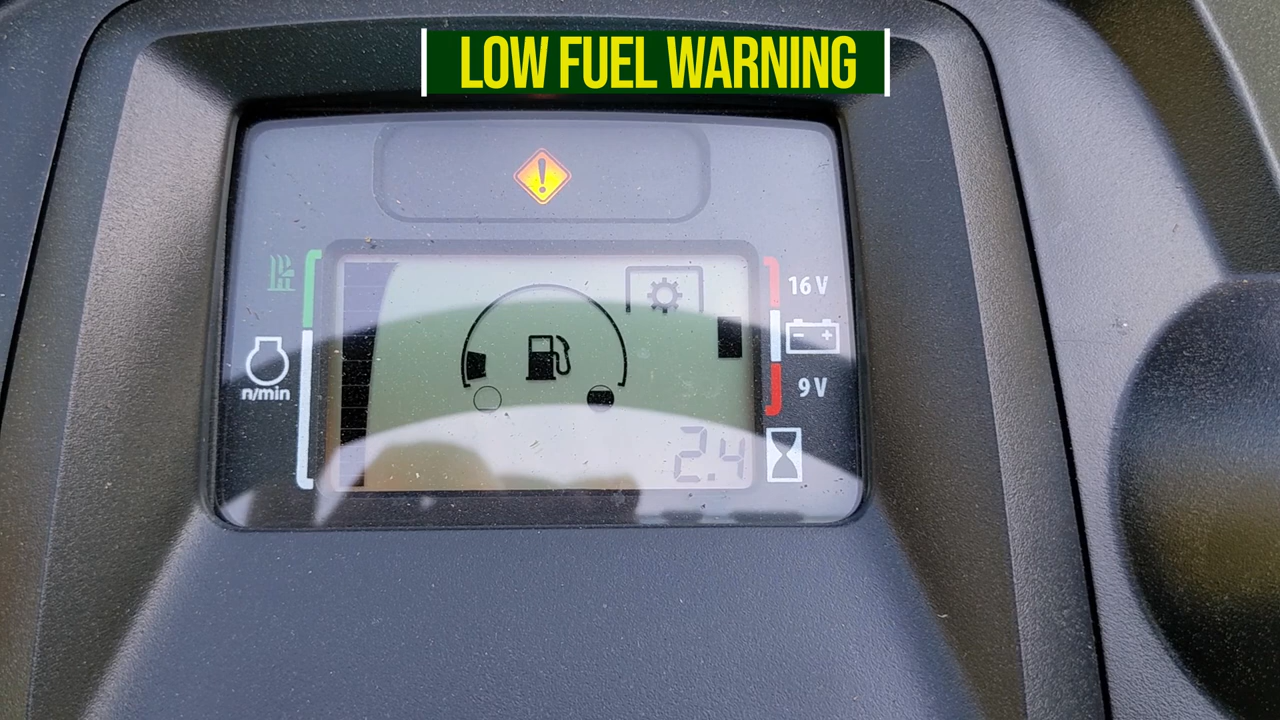 LOW FUEL WARNING
!
16 V
- +
n/min
9 V
2.4